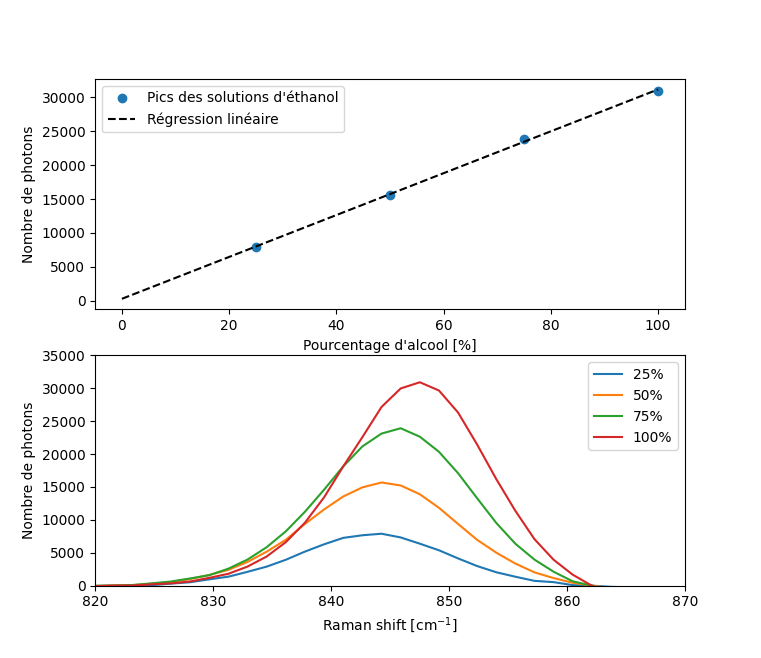 30000
25000
20000
15000
10000
5000
0
Nombre de photons
Pics des solutions d'éthanol
Régression linéaire
0 20 40 60 80 100
Pourcentage d'alcool [%]
35000
30000
25000
20000
15000
10000
5000
0
Nombre de photons
25%
50%
75%
100%
820 830 840 850 860 870
Raman shift [cm⁻¹]